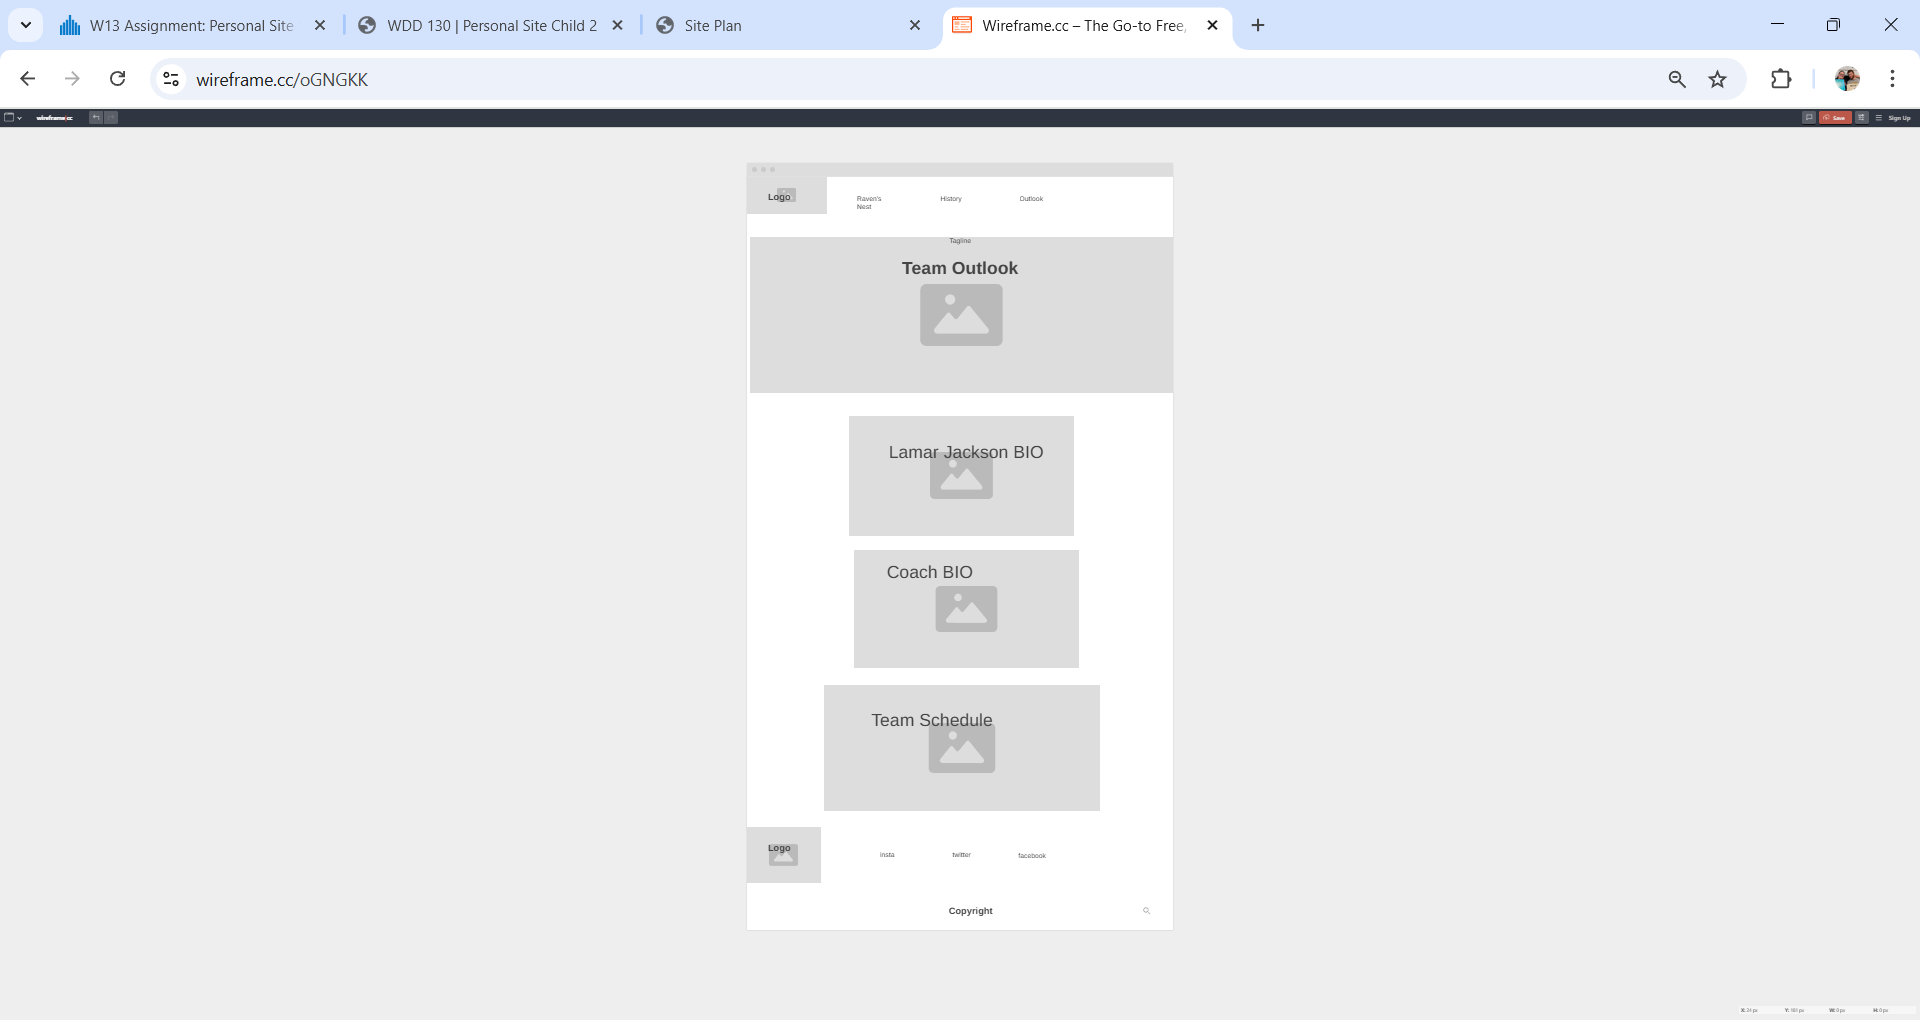 W13 Assignment: Personal Site
WDD 130 | Personal Site Child 2
Site Plan
Wireframe.cc – The Go-to Free,
wireframe.cc/oGNGKK
wireframe.cc
Save
Sign Up
Logo
Raven's
Nest
History
Outlook
Tagline
Team Outlook
Lamar Jackson BIO
Coach BIO
Team Schedule
Logo
insta
twitter
facebook
Copyright